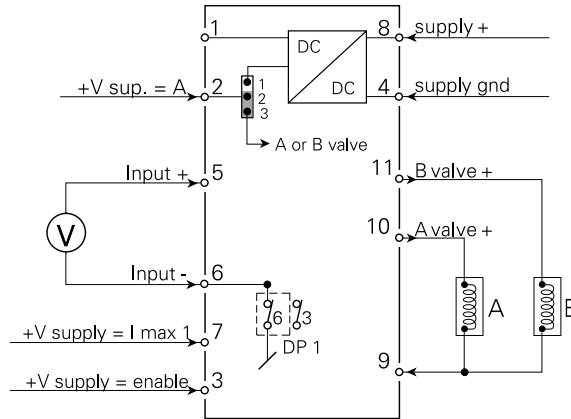 1
DC
8
supply +
+V sup. = A
2
1
2
3
DC
4
supply gnd
A or B valve
11
B valve +
Input +
5
V
10
A valve +
Input -
6
6
3
A
B
+V supply = I max 1
7
DP 1
9
+V supply = enable
3